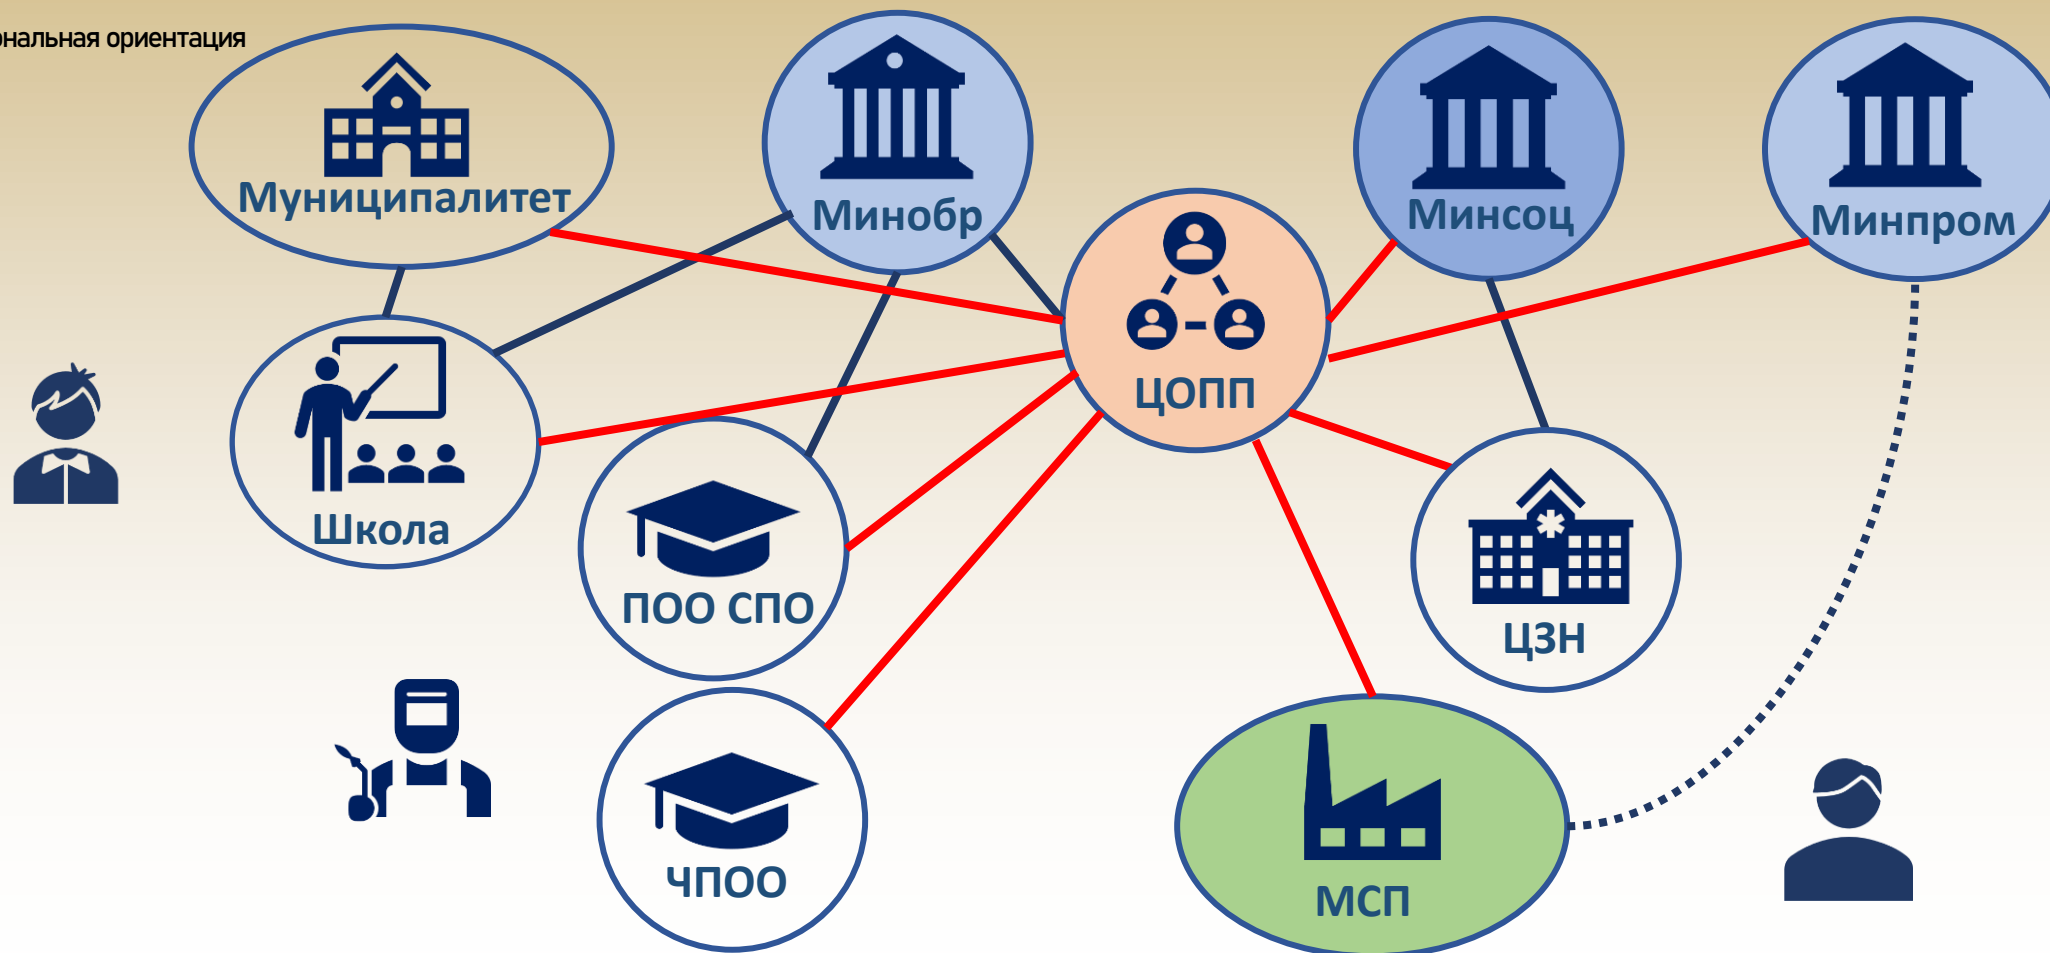 ональная ориентация
Муниципалитет
Минобр
Минсоц
Минпром
ЦОПП
Школа
ПОО СПО
ЦЗН
ЧПОО
МСП